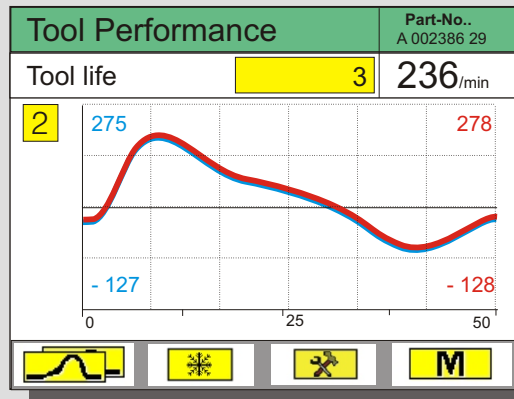 Tool Performance
Part-No..
A 002386 29
Tool life
3
236/min
2
275
278
- 127
- 128
0
25
50
M